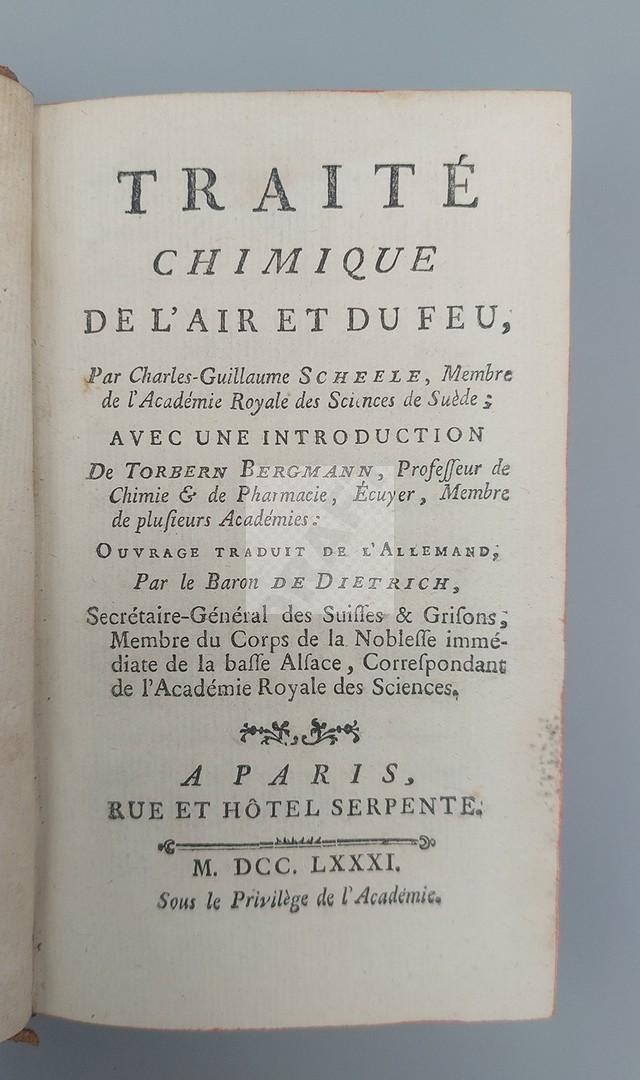 TRAITÉ
CHIMIQUE
DE L'AIR ET DU FEU,
Par Charles-Guillaume SCHEELE, Membre
de l'Académie Royale des Sciences de Suède;
AVEC UNE INTRODUCTION
De TORBERN BERGMANN, Profeſſeur de
Chimie & de Pharmacie, Écuyer, Membre
de pluſieurs Académies:
OUVRAGE TRADUIT DE L'ALLEMAND;
Par le Baron DE DIETRICH,
Secrétaire-Général des Suiſſes & Griſons;
Membre du Corps de la Nobleſſe immé-
diate de la baſſe Alſace, Correſpondant
de l'Académie Royale des Sciences.
A PARIS,
RUE ET HÔTEL SERPENTE.
M. DCC. LXXXI.
Sous le Privilège de l'Académie.